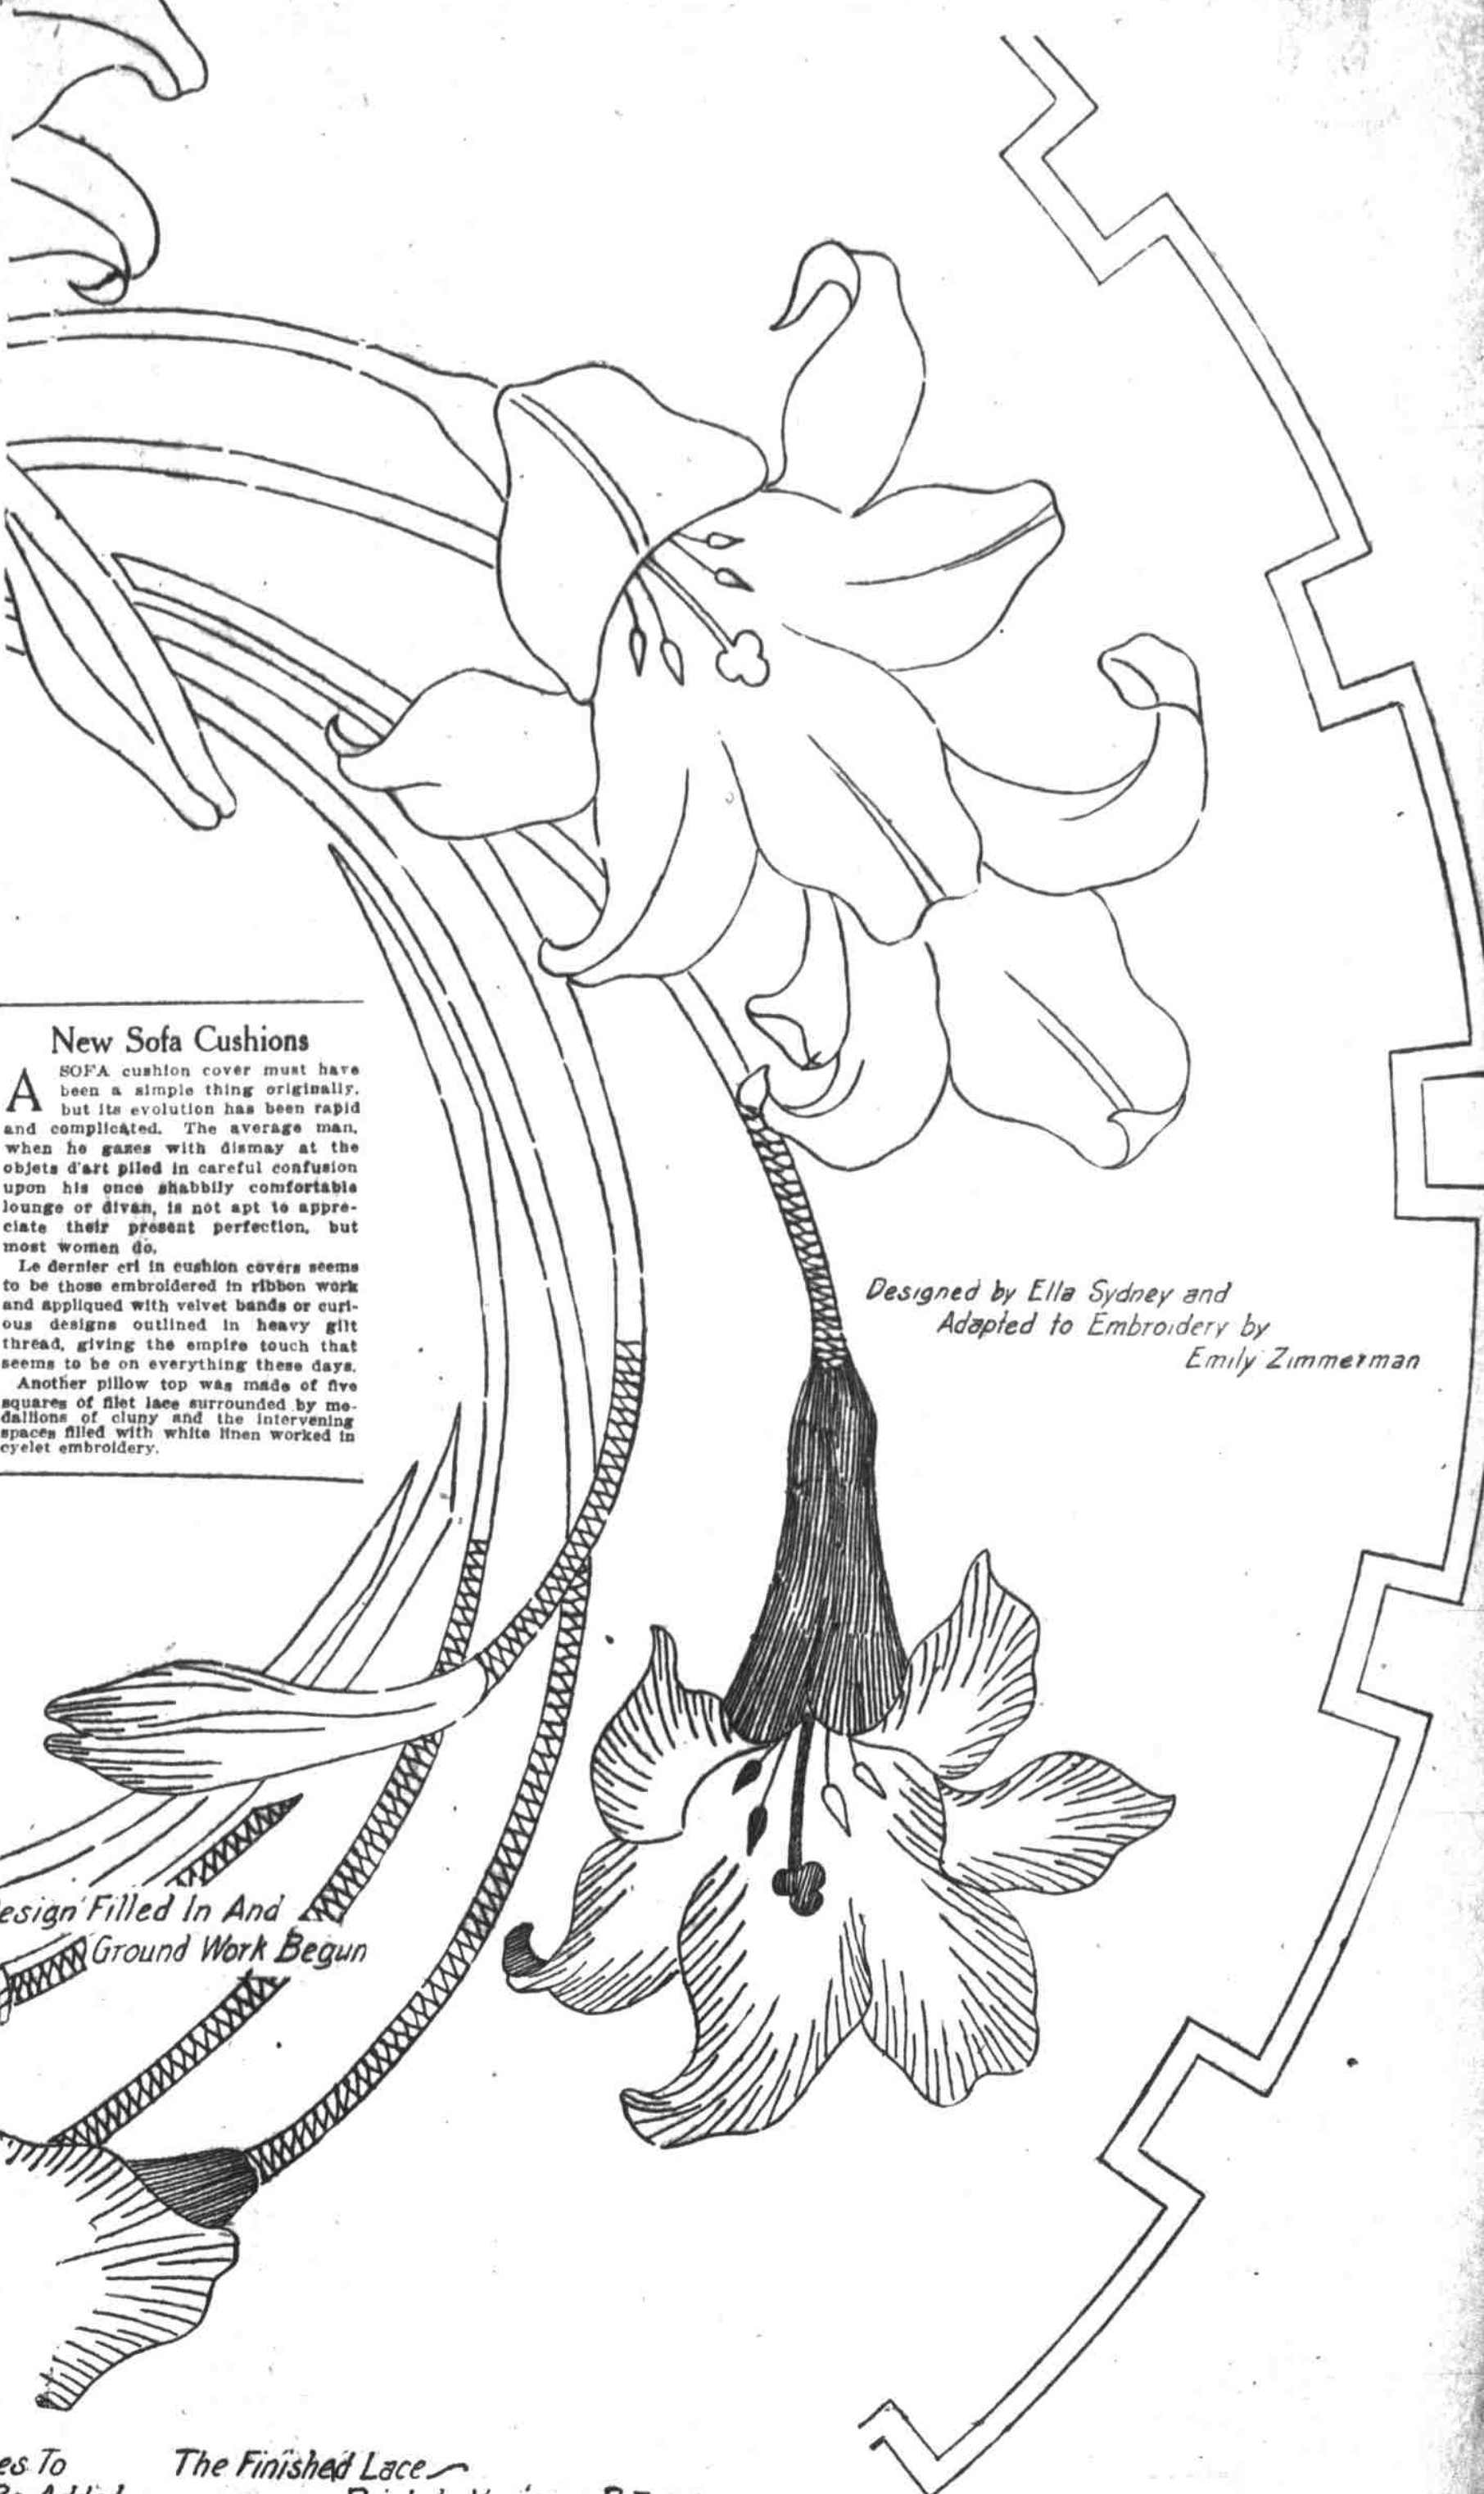 New Sofa Cushions
A SOFA cushion cover must have
been a simple thing originally,
but its evolution has been rapid
and complicated. The average man,
when he gazes with dismay at the
objets d'art piled in careful confusion
upon his once shabbily comfortable
lounge or divan, is not apt to appre-
ciate their present perfection, but
most women do.
Le dernier cri in cushion covers seems
to be those embroidered in ribbon work
and appliqued with velvet bands or curi-
ous designs outlined in heavy gilt
thread, giving the empire touch that
seems to be on everything these days.
Another pillow top was made of five
squares of filet lace surrounded by me-
dallions of cluny and the intervening
spaces filled with white linen worked in
eyelet embroidery.
Designed by Ella Sydney and
Adapted to Embroidery by
Emily Zimmerman
esign Filled In And
Ground Work Begun
es To
The Finished Lace